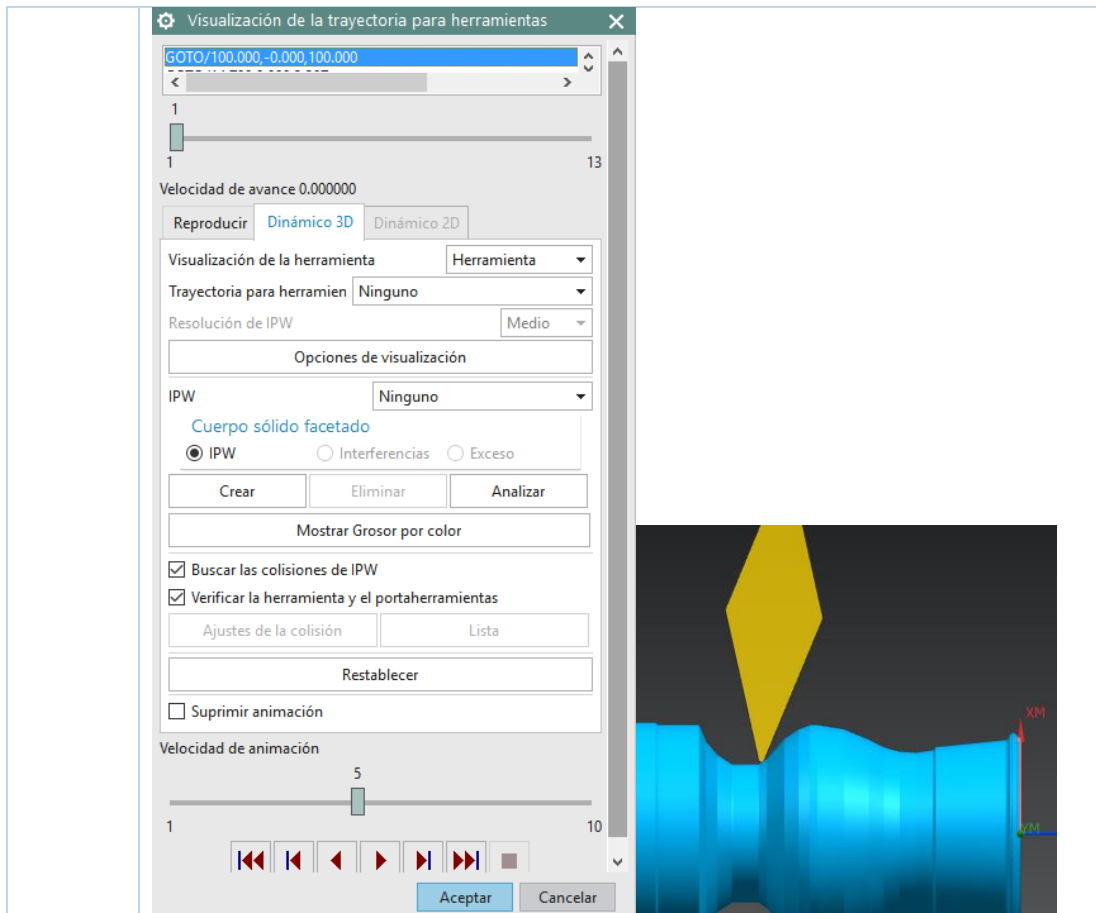 Visualización de la trayectoria para herramientas
GOTO/100.000,-0.000,100.000
1
1 13
Velocidad de avance 0.000000
Reproducir Dinámico 3D Dinámico 2D
Visualización de la herramienta Herramienta
Trayectoria para herramien Ninguno
Resolución de IPW Medio
Opciones de visualización
IPW Ninguno
Cuerpo sólido facetado
IPW Interferencias Exceso
Crear Eliminar Analizar
Mostrar Grosor por color
Buscar las colisiones de IPW
Verificar la herramienta y el portaherramientas
Ajustes de la colisión Lista
Restablecer
Suprimir animación
Velocidad de animación
5
1 10
Aceptar Cancelar
XM
YM